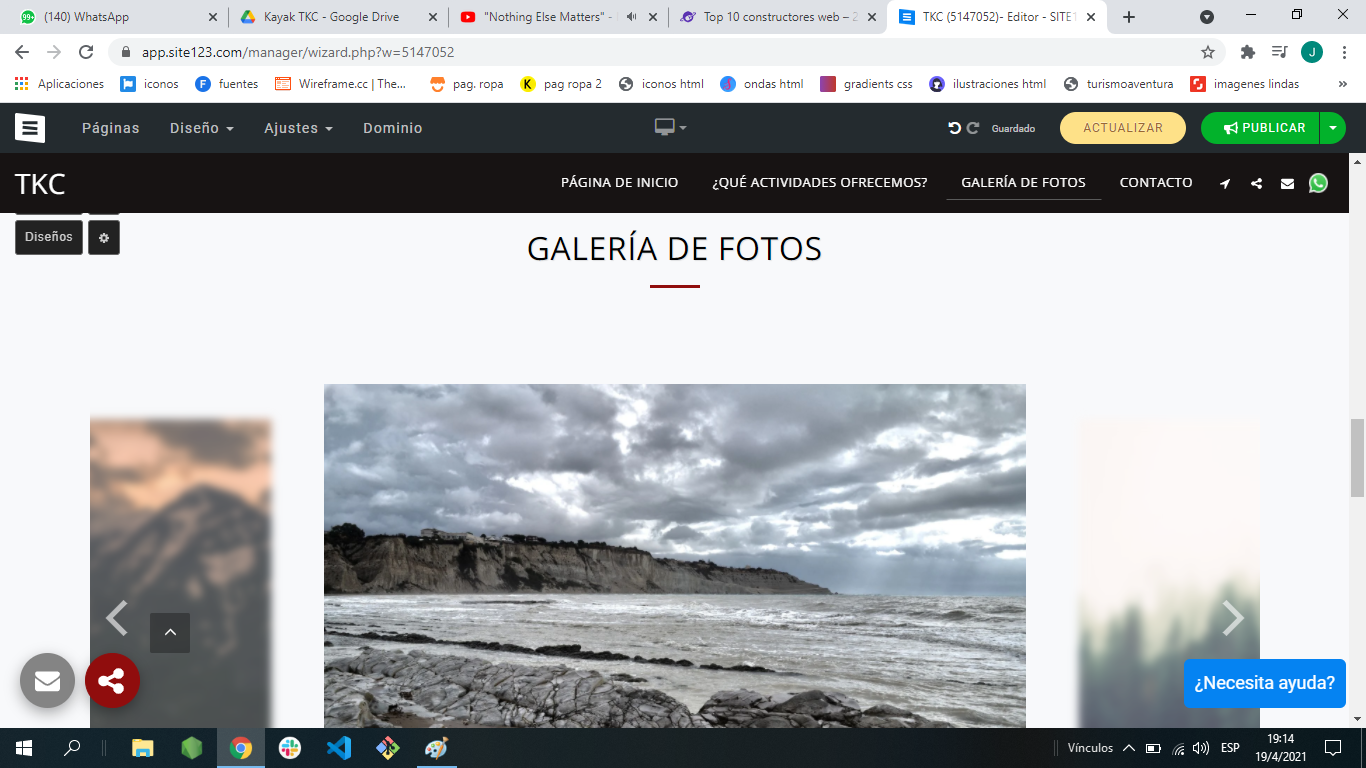 (140) WhatsApp
Kayak TKC - Google Drive
"Nothing Else Matters" -
Top 10 constructores web – 2
TKC (5147052)- Editor - SITE1
app.site123.com/manager/wizard.php?w=5147052
J
Aplicaciones
iconos
fuentes
Wireframe.cc | The...
pag. ropa
pag ropa 2
iconos html
ondas html
gradients css
ilustraciones html
turismoaventura
imagenes lindas
»
Páginas
Diseño
Ajustes
Dominio
Guardado
ACTUALIZAR
PUBLICAR
TKC
PÁGINA DE INICIO
¿QUÉ ACTIVIDADES OFRECEMOS?
GALERÍA DE FOTOS
CONTACTO
Diseños
GALERÍA DE FOTOS
¿Necesita ayuda?
Vínculos
ESP
19:14
19/4/2021